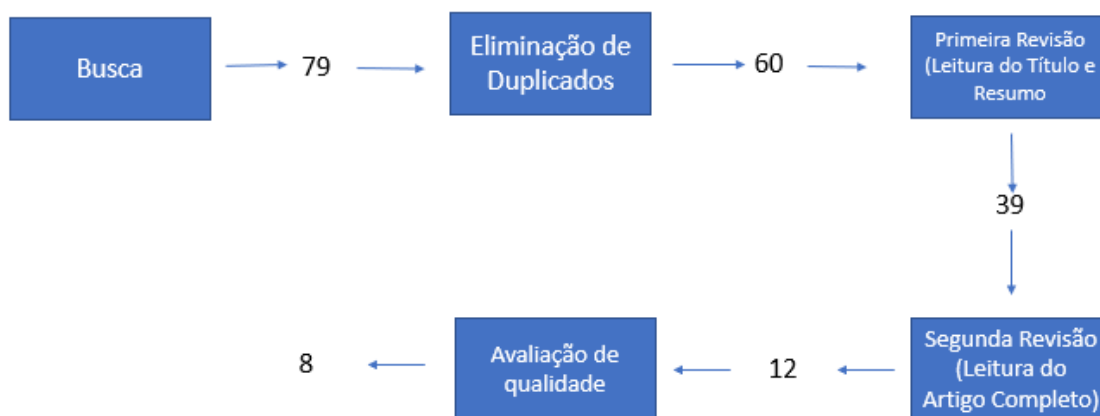 Busca
79
Eliminação de
Duplicados
60
Primeira Revisão
(Leitura do Título e
Resumo
39
Segunda Revisão
(Leitura do
Artigo Completo)
12
Avaliação de
qualidade
8